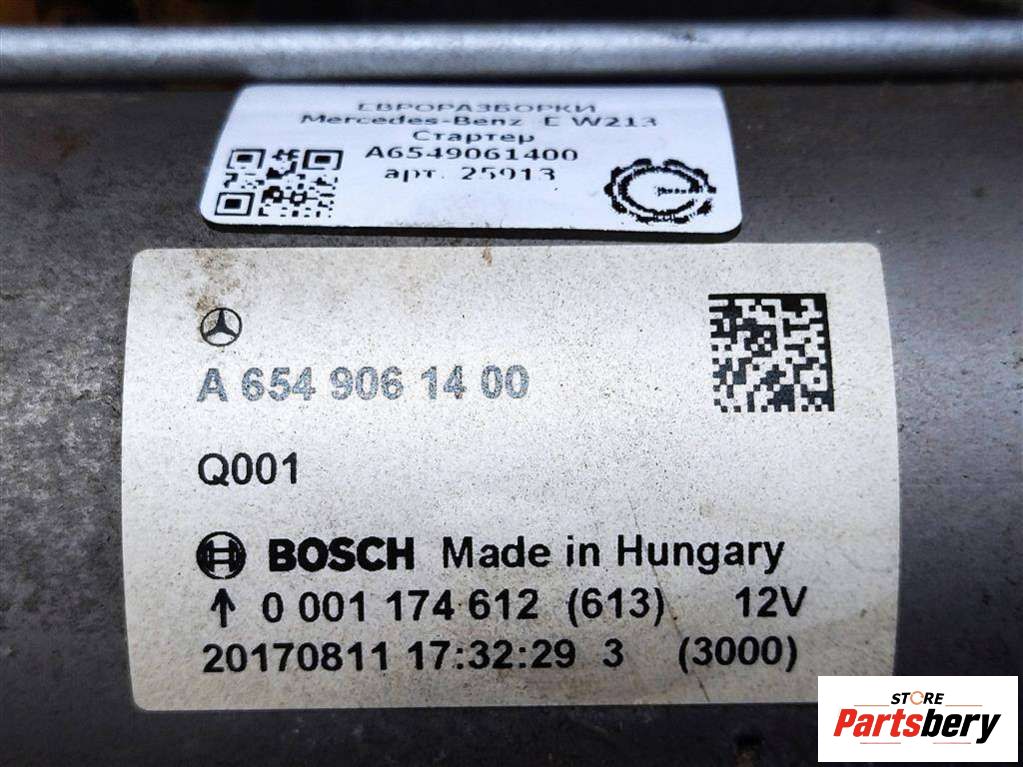 ЕВРОРАЗБОРКИ
Mercedes-Benz E W213
Стартер
A6549061400
арт. 25913
A 654 906 14 00
Q001
BOSCH Made in Hungary
↑ 0 001 174 612 (613) 12V
20170811 17:32:29 3 (3000)
STORE
Partsbery